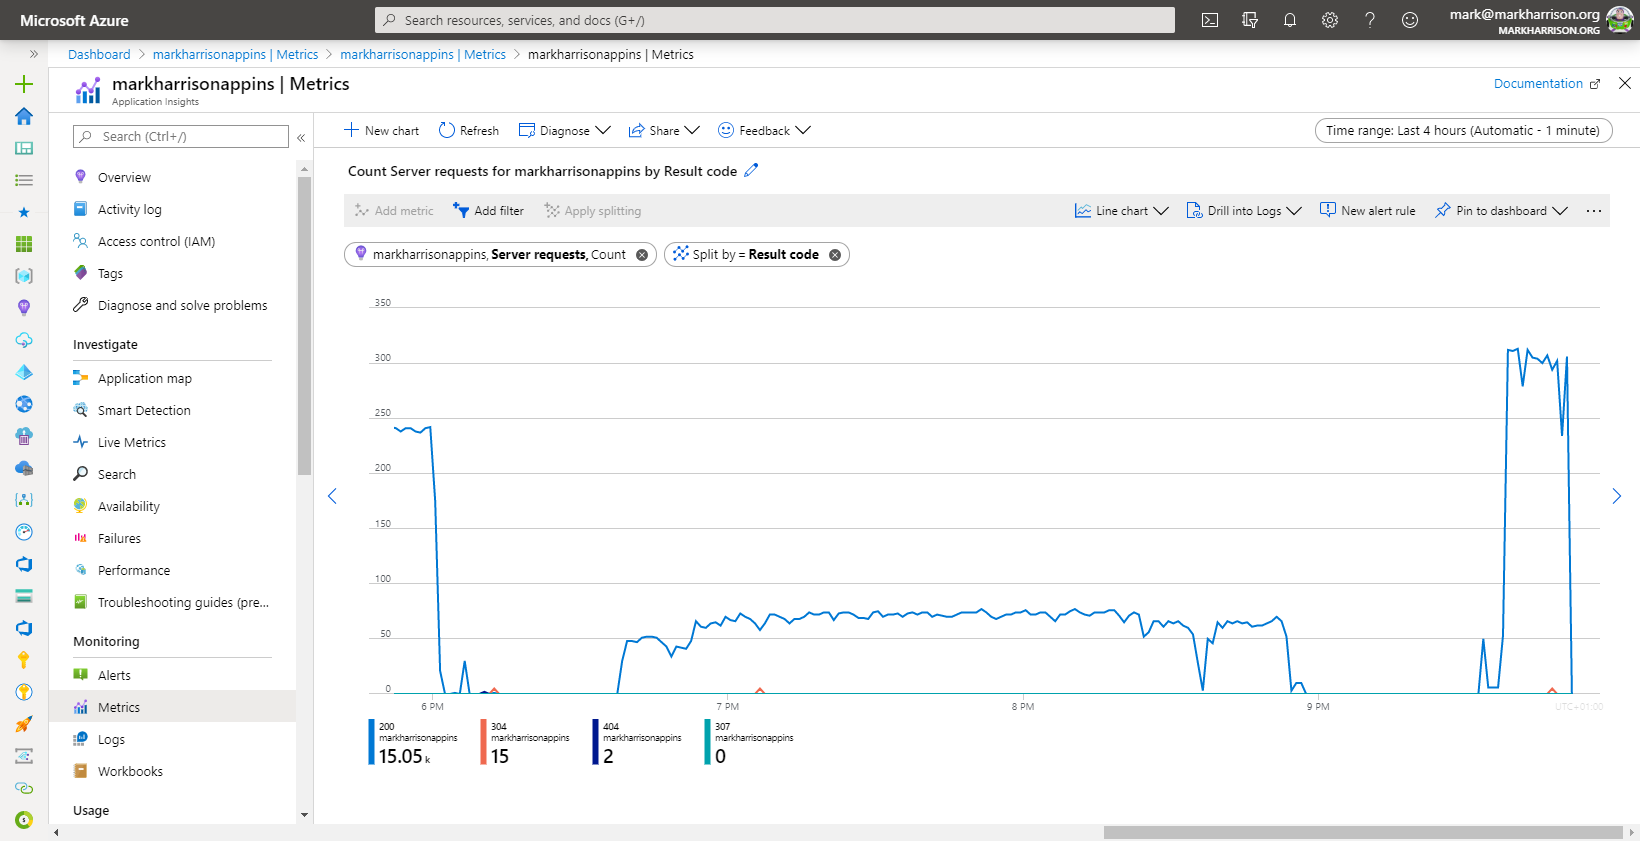 Microsoft Azure
Search resources, services, and docs (G+/)
mark@markharrison.org
MARKHARRISON.ORG
Dashboard > markharrisonappins | Metrics > markharrisonappins | Metrics > markharrisonappins | Metrics
markharrisonappins | Metrics
Application Insights
Documentation
Search (Ctrl+/)
Overview
Activity log
Access control (IAM)
Tags
Diagnose and solve problems
Investigate
Application map
Smart Detection
Live Metrics
Search
Availability
Failures
Performance
Troubleshooting guides (pre...
Monitoring
Alerts
Metrics
Logs
Workbooks
Usage
New chart Refresh Diagnose Share Feedback
Time range: Last 4 hours (Automatic - 1 minute)
Count Server requests for markharrisonappins by Result code
Add metric Add filter Apply splitting Line chart Drill into Logs New alert rule Pin to dashboard ...
markharrisonappins, Server requests, Count Split by = Result code
350
300
250
200
150
100
50
0
6 PM 7 PM 8 PM 9 PM UTC+01:00
200
markharrisonappins
15.05 k
304
markharrisonappins
15
404
markharrisonappins
2
307
markharrisonappins
0